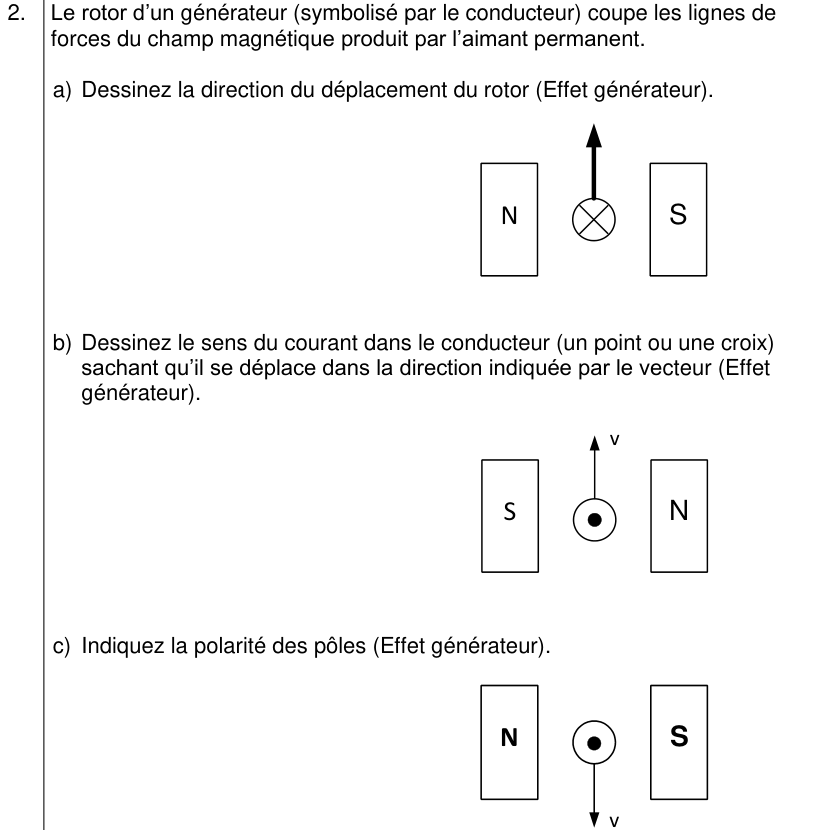 2. Le rotor d'un générateur (symbolisé par le conducteur) coupe les lignes de
forces du champ magnétique produit par l'aimant permanent.
a) Dessinez la direction du déplacement du rotor (Effet générateur).
N S
b) Dessinez le sens du courant dans le conducteur (un point ou une croix)
sachant qu'il se déplace dans la direction indiquée par le vecteur (Effet
générateur).
v
S N
c) Indiquez la polarité des pôles (Effet générateur).
N S
v